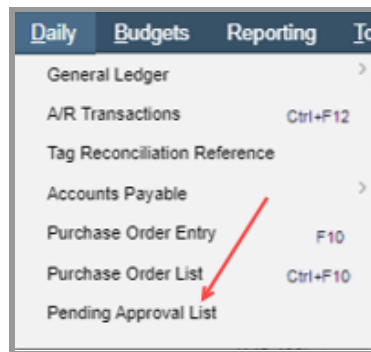 Daily Budgets Reporting To
General Ledger >
A/R Transactions Ctrl+F12
Tag Reconciliation Reference
Accounts Payable >
Purchase Order Entry F10
Purchase Order List Ctrl+F10
Pending Approval List